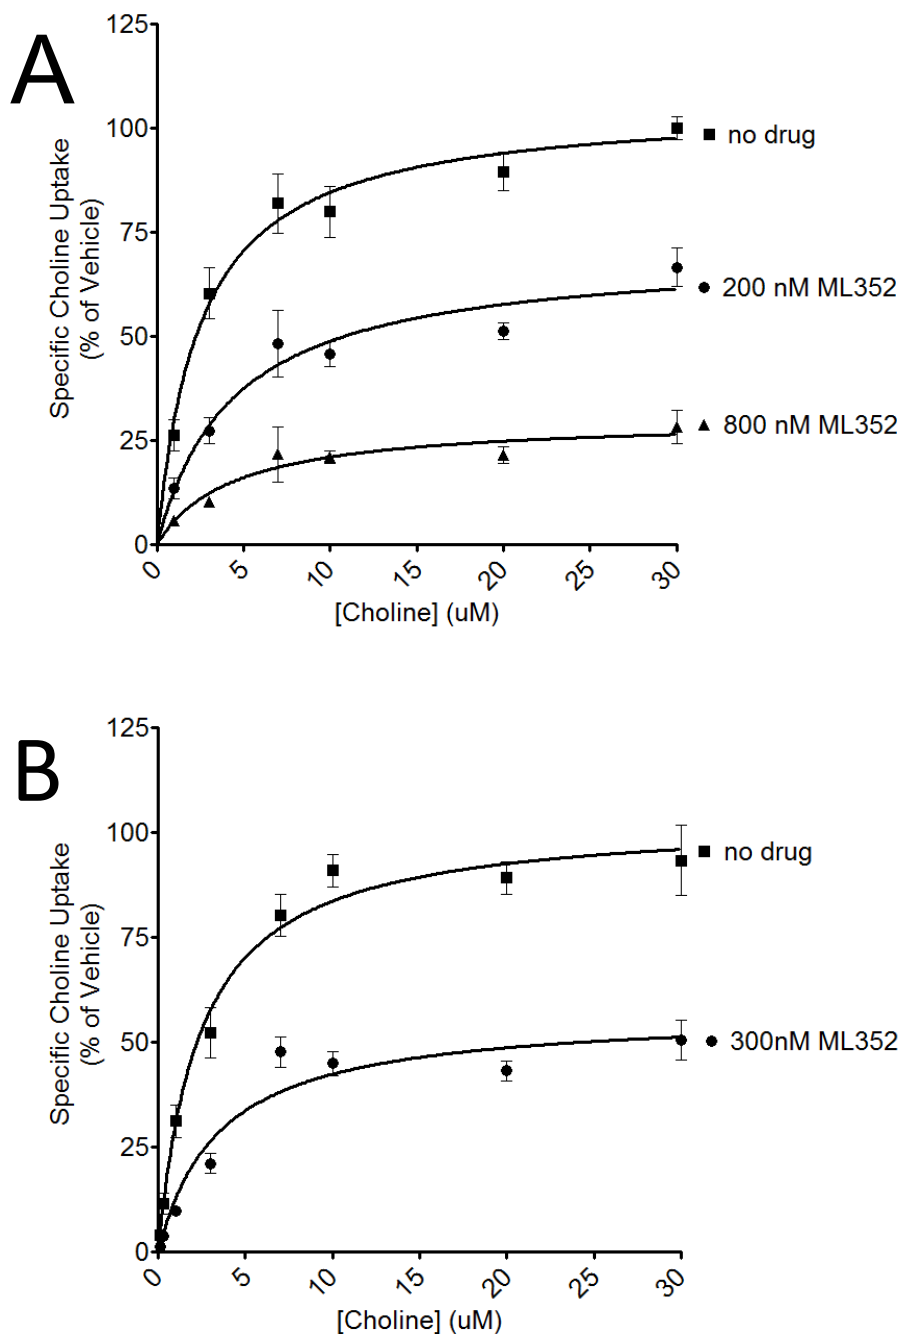 A
Specific Choline Uptake
(% of Vehicle)
125
100
75
50
25
0
no drug
200 nM ML352
800 nM ML352
0
5
10
15
20
25
30
[Choline] (uM)
B
Specific Choline Uptake
(% of Vehicle)
125
100
75
50
25
0
no drug
300nM ML352
0
5
10
15
20
25
30
[Choline] (uM)